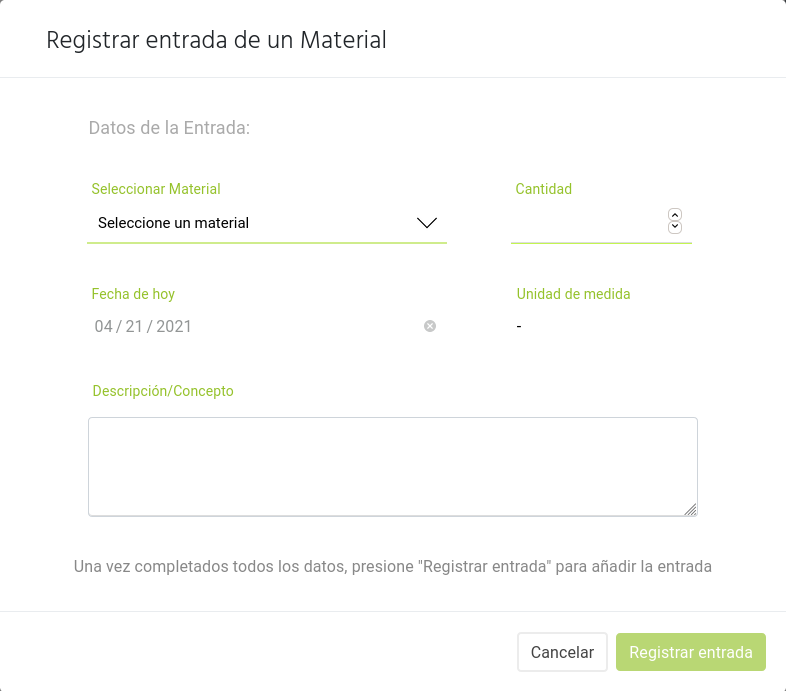 Registrar entrada de un Material
Datos de la Entrada:
Seleccionar Material
Cantidad
Seleccione un material
Fecha de hoy
Unidad de medida
04 / 21 / 2021
-
Descripción/Concepto
Una vez completados todos los datos, presione "Registrar entrada" para añadir la entrada
Cancelar
Registrar entrada